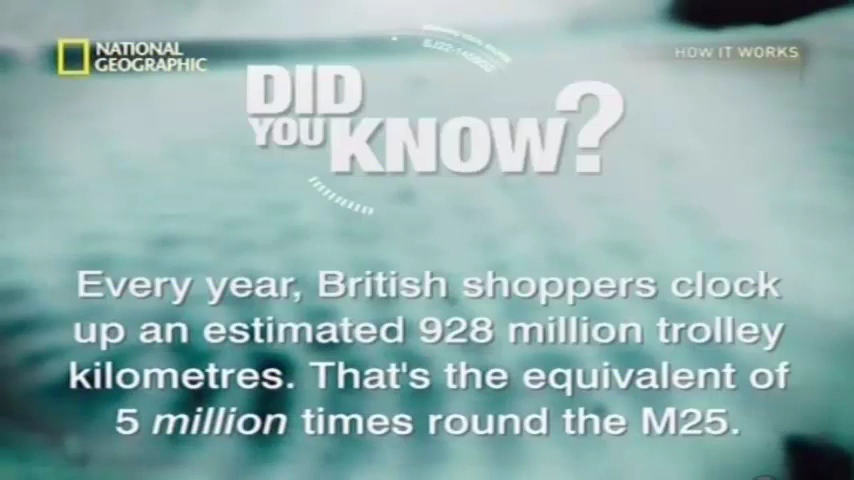 NATIONAL
GEOGRAPHIC
HOW IT WORKS
DID
YOU
KNOW?
Every year, British shoppers clock
up an estimated 928 million trolley
kilometres. That's the equivalent of
5 million times round the M25.